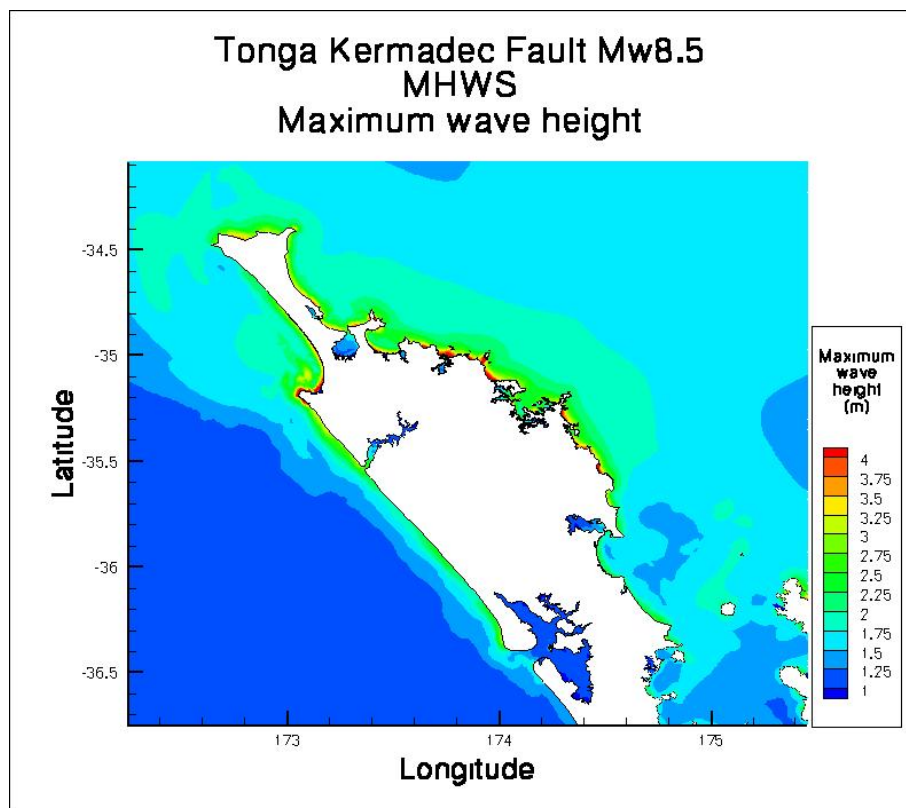 Tonga Kermadec Fault Mw8.5
MHWS
Maximum wave height
Latitude
-34.5
-35
-35.5
-36
-36.5
173
174
175
Longitude
Maximum
wave
height
(m)
4
3.75
3.5
3.25
3
2.75
2.5
2.25
2
1.75
1.5
1.25
1